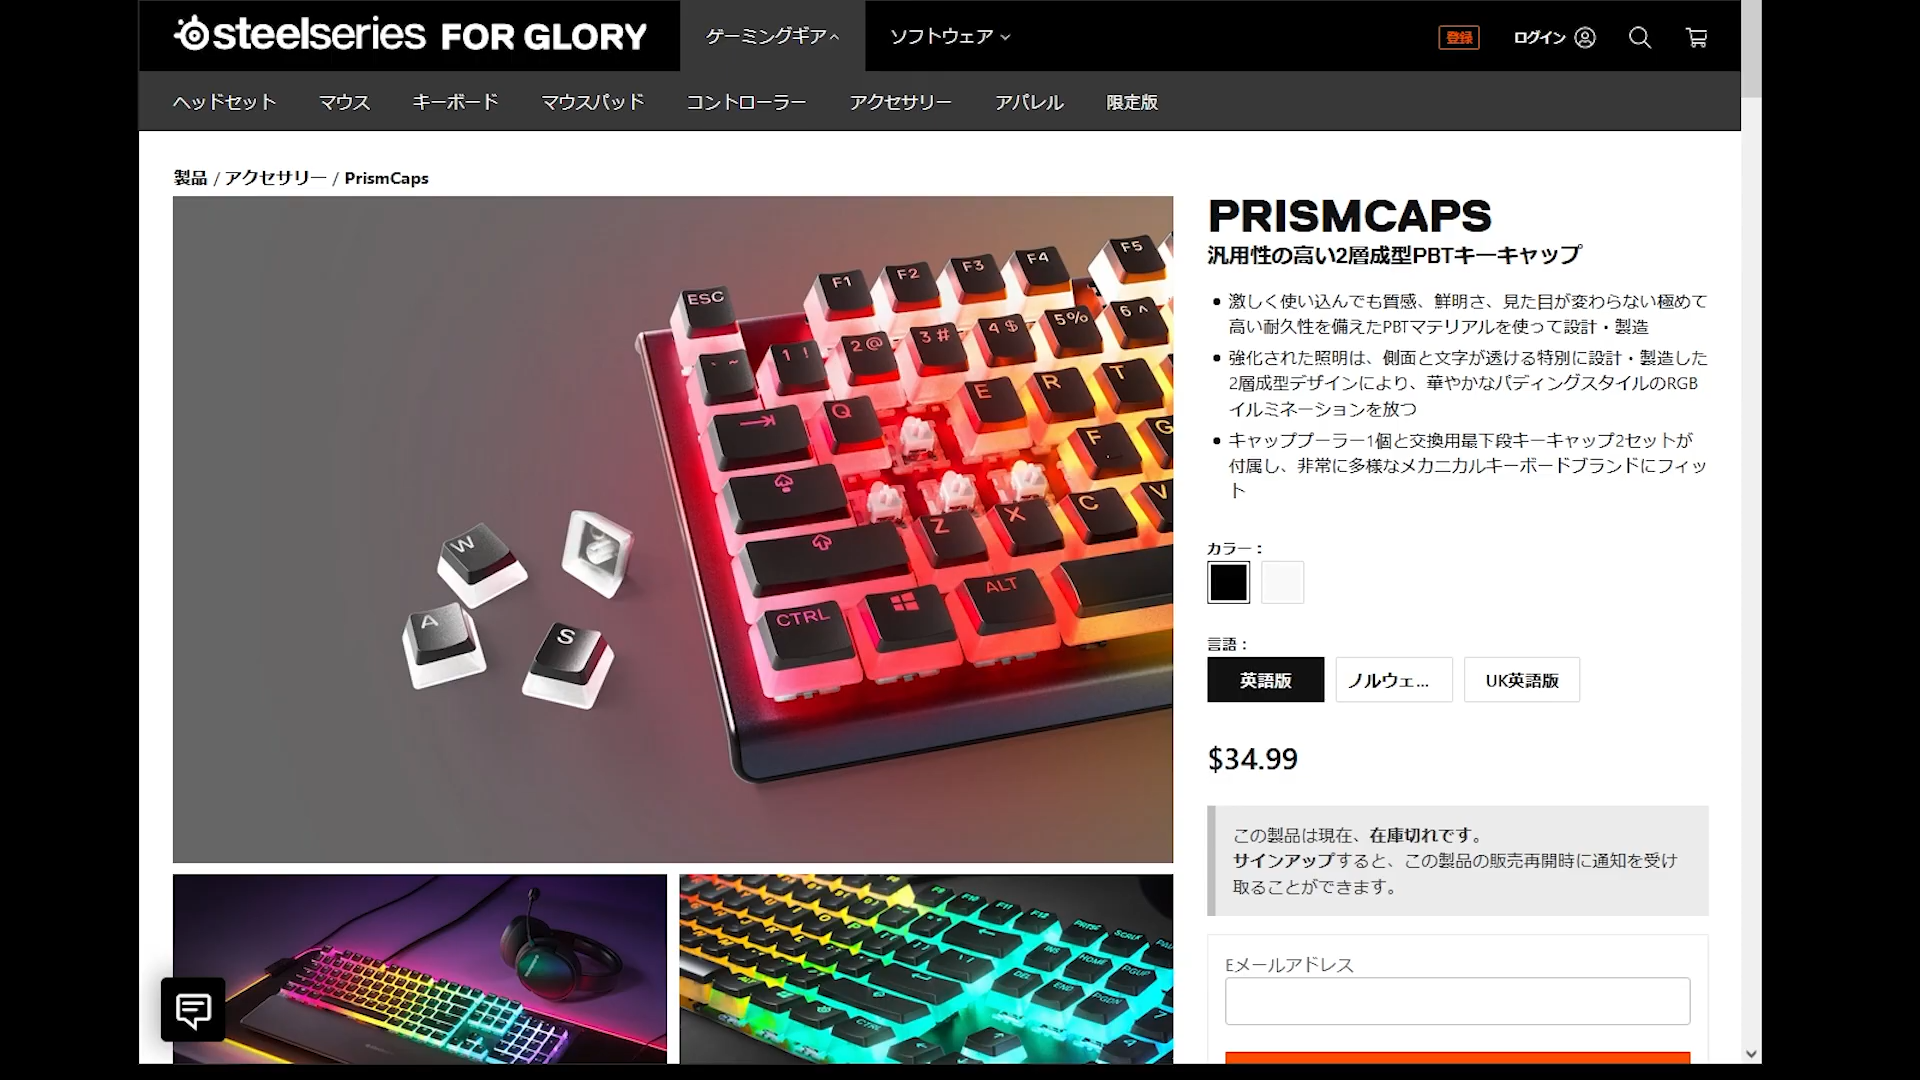 steelseries FOR GLORY
ゲーミングギア
ソフトウェア
登録
ログイン
ヘッドセット
マウス
キーボード
マウスパッド
コントローラー
アクセサリー
アパレル
限定版
製品 / アクセサリー / PrismCaps
PRISMCAPS
汎用性の高い2層成型PBTキーキャップ
激しく使い込んでも質感、鮮明さ、見た目が変わらない極めて
高い耐久性を備えたPBTマテリアルを使って設計・製造
強化された照明は、側面と文字が透ける特別に設計・製造した
2層成型デザインにより、華やかなパディングスタイルのRGB
イルミネーションを放つ
キャッププーラー1個と交換用最下段キーキャップ2セットが
付属し、非常に多様なメカニカルキーボードブランドにフィッ
ト
カラー：
言語：
英語版
ノルウェ...
UK英語版
$34.99
この製品は現在、在庫切れです。
サインアップすると、この製品の販売再開時に通知を受け
取ることができます。
Eメールアドレス
ESC F1 F2 F3 F4 F5
1 ! 2 @ 3 # 4 $ 5 % 6 ^
Q E R T
F G
Z X C V
CTRL ALT
W
A
S
F9 F10 F11 F12
INS HOME PGUP
DEL END PGDN